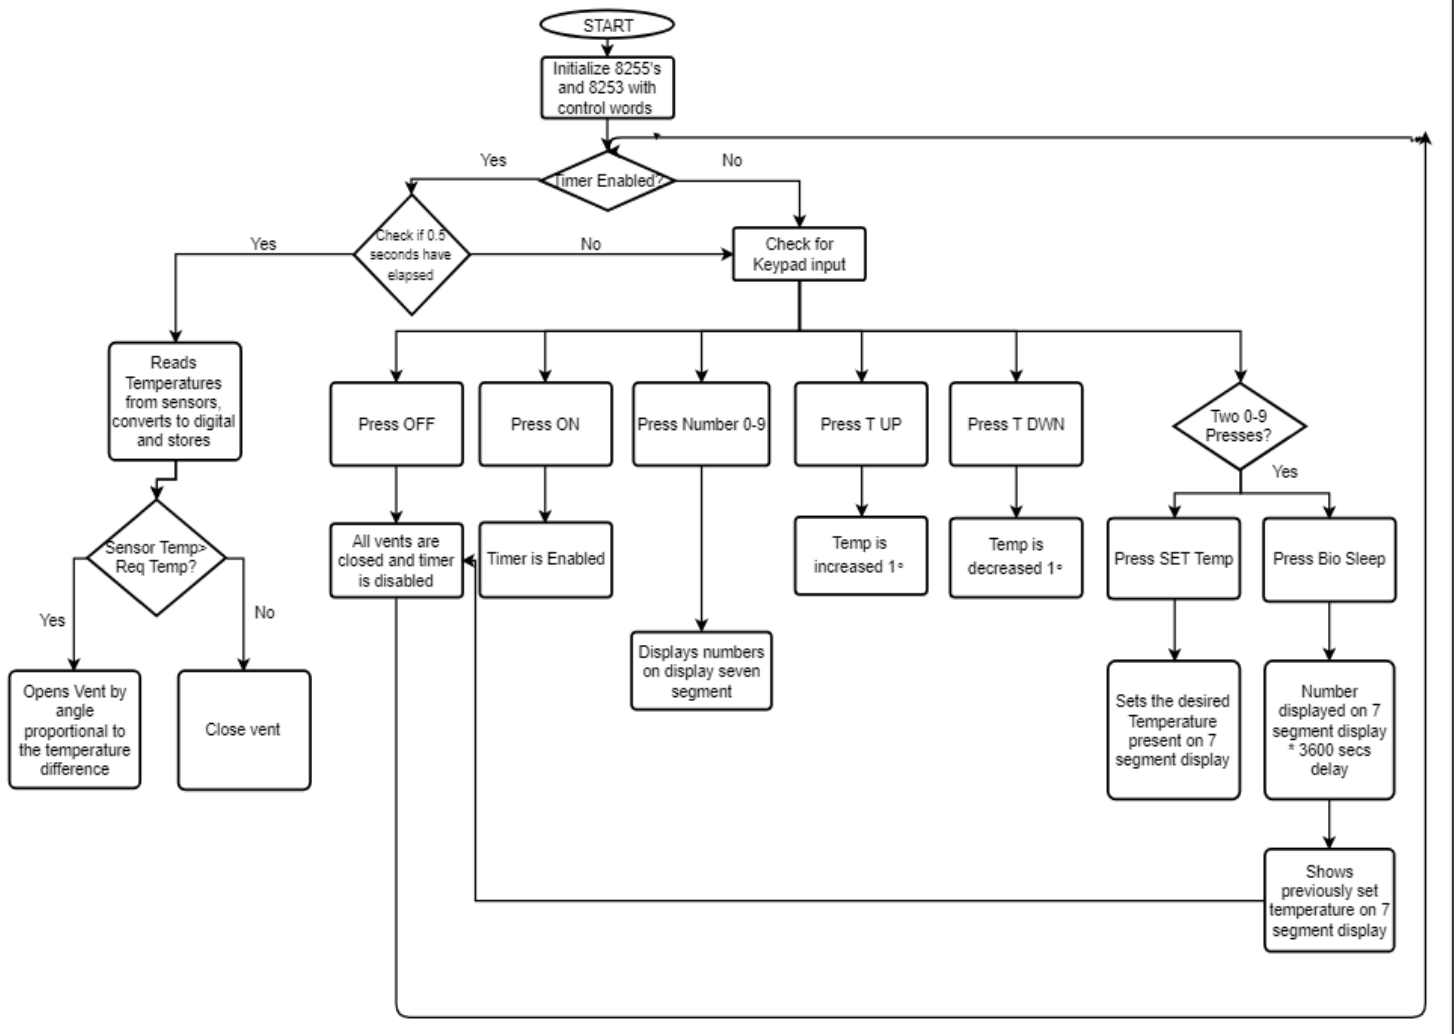 START
Initialize 8255's
and 8253 with
control words
Yes
No
Timer Enabled?
Check if 0.5
seconds have
elapsed
Yes
No
Check for
Keypad input
Reads
Temperatures
from sensors,
converts to digital
and stores
Press OFF
Press ON
Press Number 0-9
Press T UP
Press T DWN
Two 0-9
Presses?
Yes
Sensor Temp>
Req Temp?
Yes
No
All vents are
closed and timer
is disabled
Timer is Enabled
Temp is
increased 1°
Temp is
decreased 1°
Press SET Temp
Press Bio Sleep
Opens Vent by
angle
proportional to
the temperature
difference
Close vent
Displays numbers
on display seven
segment
Sets the desired
Temperature
present on 7
segment display
Number
displayed on 7
segment display
* 3600 secs
delay
Shows
previously set
temperature on 7
segment display